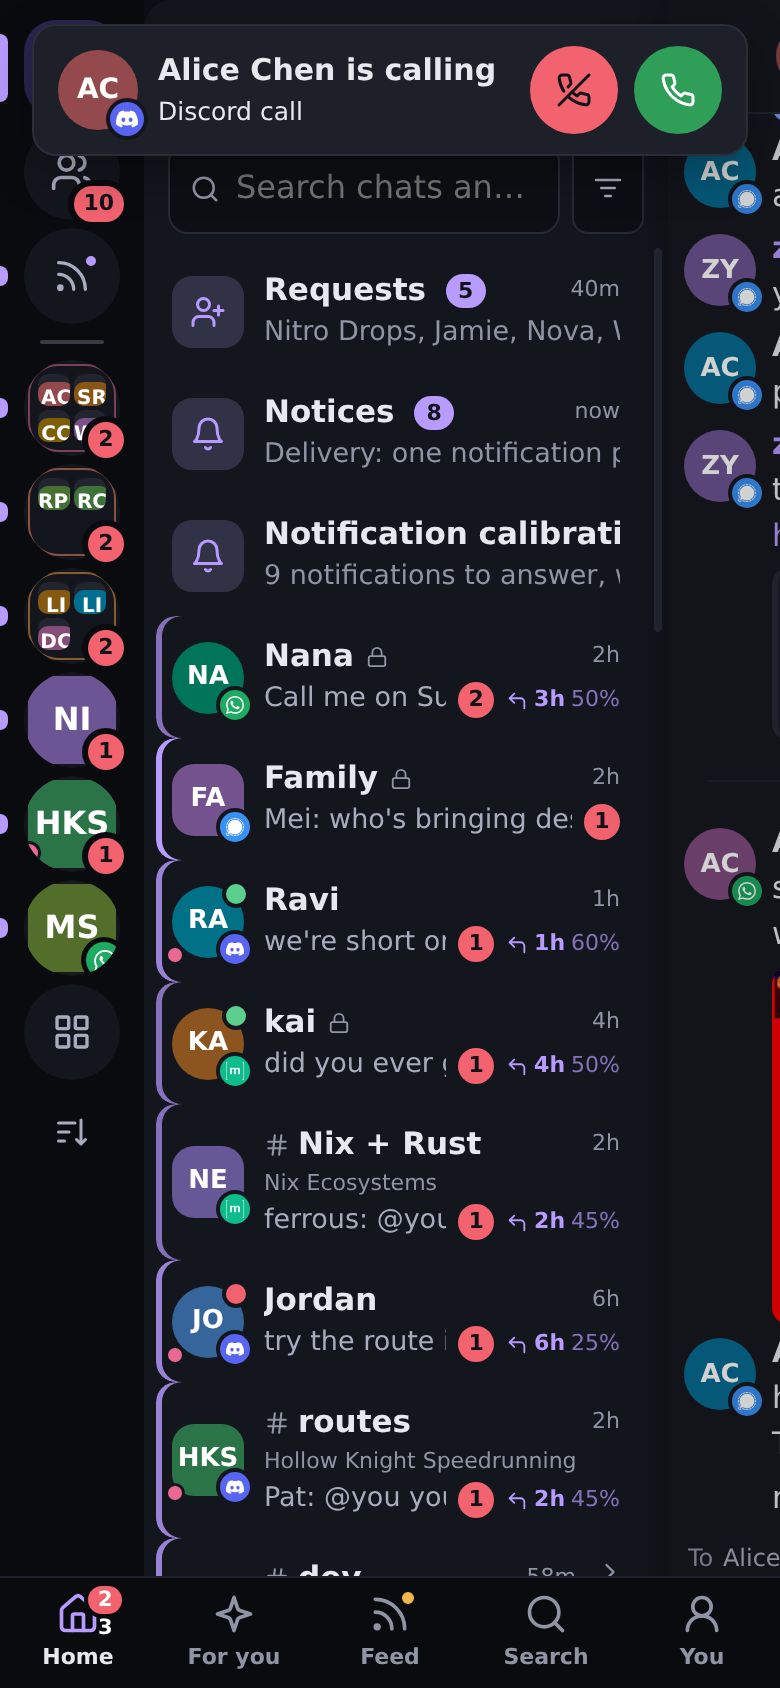 Alice Chen is calling
Discord call
AC
10
Search chats an...
Requests 5 40m
Nitro Drops, Jamie, Nova,
Notices 8 now
Delivery: one notification
Notification calibrati
9 notifications to answer,
AC SR
CC
2
RP RC
2
LI LI
DC
2
NI
1
HKS
1
MS
NA
Nana 2h
Call me on Su 2 3h 50%
FA
Family 2h
Mei: who's bringing des 1
RA
Ravi 1h
we're short on 1 1h 60%
KA
kai 4h
did you ever 1 4h 50%
NE
# Nix + Rust 2h
Nix Ecosystems
ferrous: @you 1 2h 45%
JO
Jordan 6h
try the route 1 6h 25%
HKS
# routes 2h
Hollow Knight Speedrunning
Pat: @you you 1 2h 45%
# dev 58m
AC
ZY
AC
ZY
AC
AC
To Alice
2
3
Home
For you
Feed
Search
You